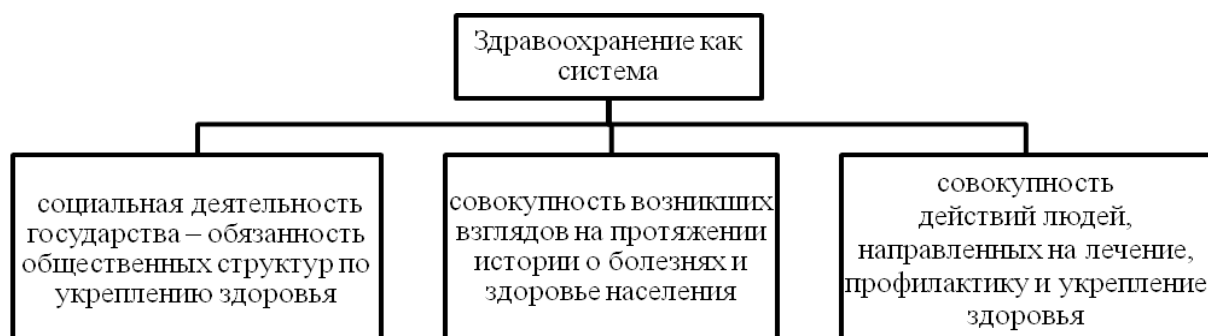 Здравоохранение как
система
социальная деятельность
государства – обязанность
общественных структур по
укреплению здоровья
совокупность возникших
взглядов на протяжении
истории о болезнях и
здоровье населения
совокупность
действий людей,
направленных на лечение,
профилактику и укрепление
здоровья